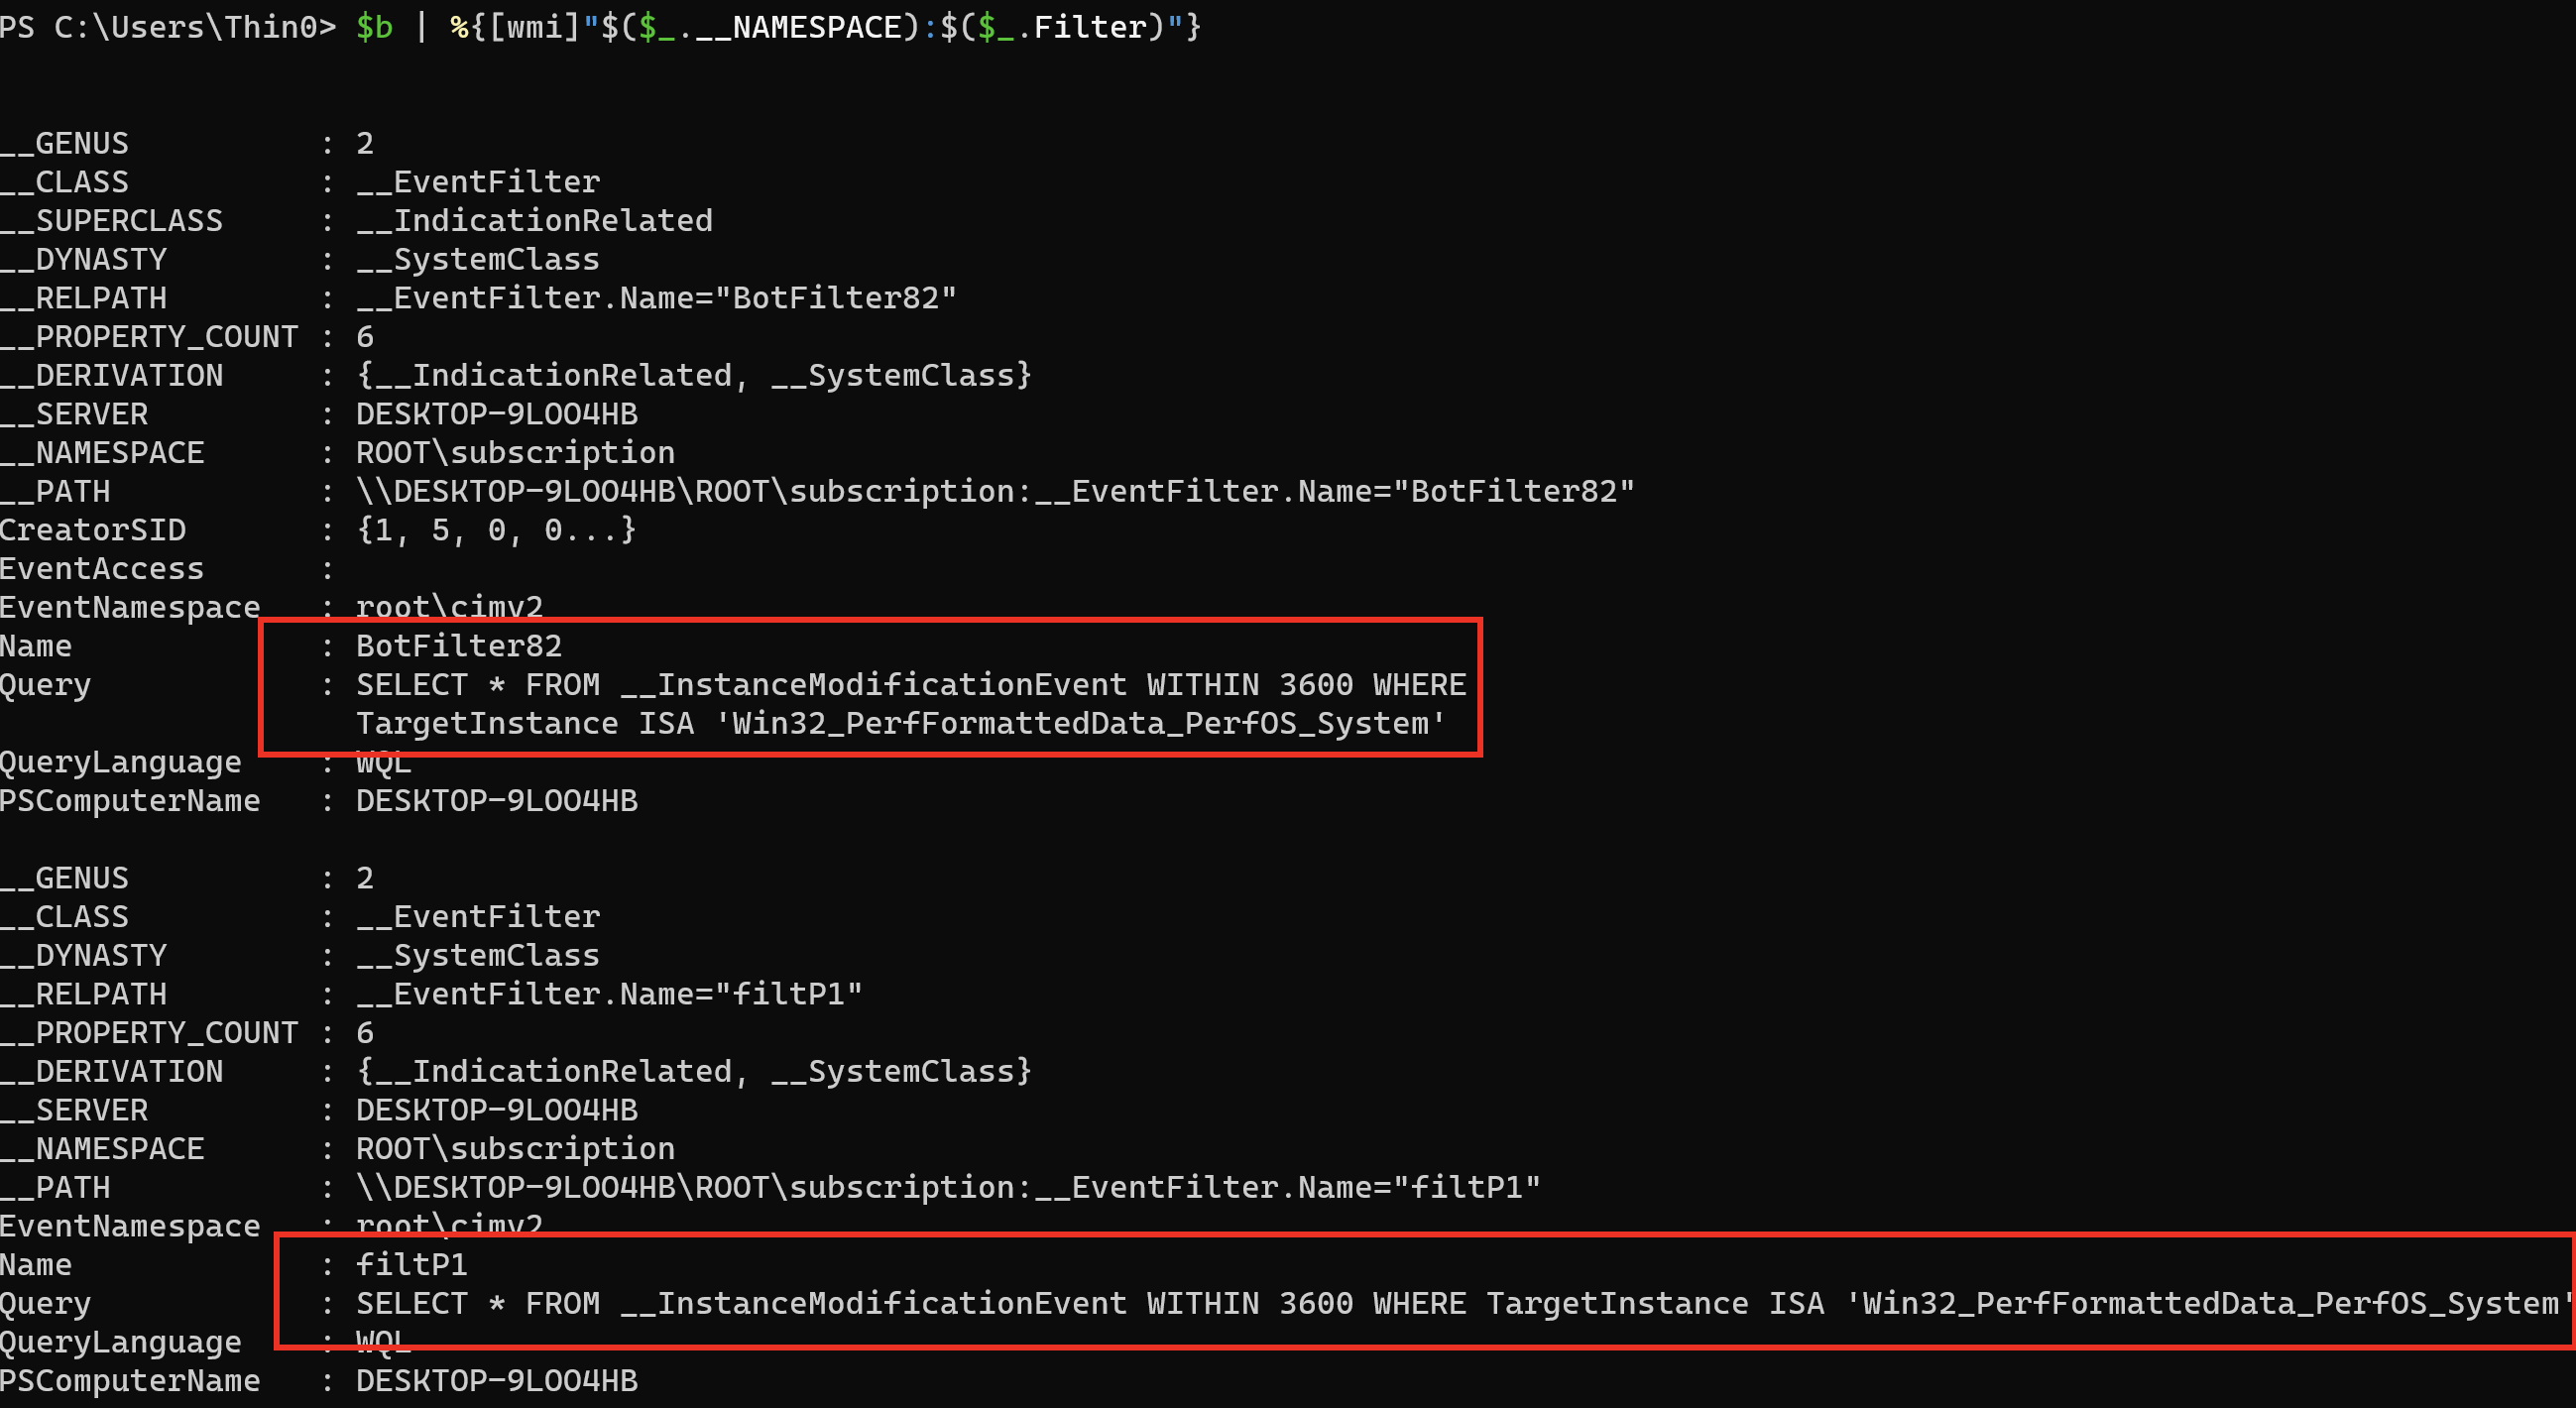 PS C:\Users\Thin0> $b | %{[wmi]"$($_.__NAMESPACE):$($_.Filter)"}
__GENUS : 2
__CLASS : __EventFilter
__SUPERCLASS : __IndicationRelated
__DYNASTY : __SystemClass
__RELPATH : __EventFilter.Name="BotFilter82"
__PROPERTY_COUNT : 6
__DERIVATION : {__IndicationRelated, __SystemClass}
__SERVER : DESKTOP-9LOO4HB
__NAMESPACE : ROOT\subscription
__PATH : \\DESKTOP-9LOO4HB\ROOT\subscription:__EventFilter.Name="BotFilter82"
CreatorSID : {1, 5, 0, 0...}
EventAccess :
EventNamespace : root\cimv2
Name : BotFilter82
Query : SELECT * FROM __InstanceModificationEvent WITHIN 3600 WHERE
TargetInstance ISA 'Win32_PerfFormattedData_PerfOS_System'
QueryLanguage : WQL
PSComputerName : DESKTOP-9LOO4HB
__GENUS : 2
__CLASS : __EventFilter
__DYNASTY : __SystemClass
__RELPATH : __EventFilter.Name="filtP1"
__PROPERTY_COUNT : 6
__DERIVATION : {__IndicationRelated, __SystemClass}
__SERVER : DESKTOP-9LOO4HB
__NAMESPACE : ROOT\subscription
__PATH : \\DESKTOP-9LOO4HB\ROOT\subscription:__EventFilter.Name="filtP1"
EventNamespace : root\cimv2
Name : filtP1
Query : SELECT * FROM __InstanceModificationEvent WITHIN 3600 WHERE TargetInstance ISA 'Win32_PerfFormattedData_PerfOS_System'
QueryLanguage : WQL
PSComputerName : DESKTOP-9LOO4HB